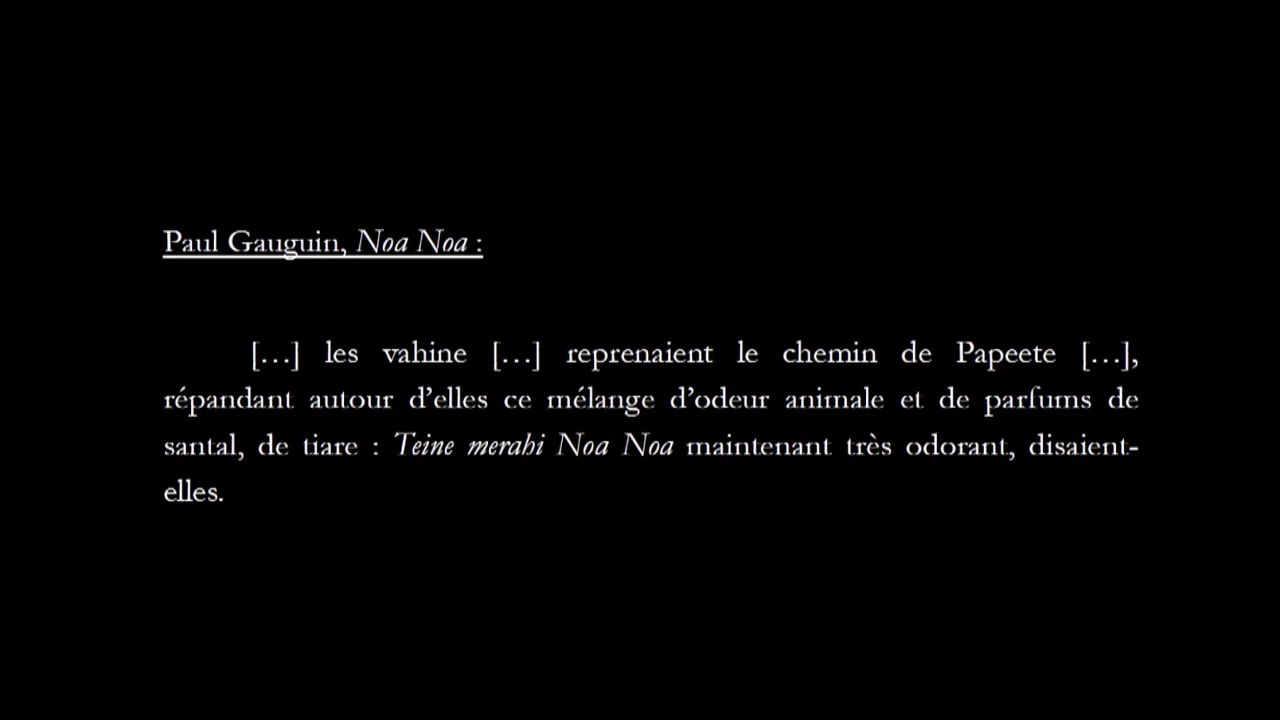 Paul Gauguin, Noa Noa :
[…] les vahine […] reprenaient le chemin de Papeete […],
répandant autour d’elles ce mélange d’odeur animale et de parfums de
santal, de tiare : Teine merahi Noa Noa maintenant très odorant, disaient-
elles.